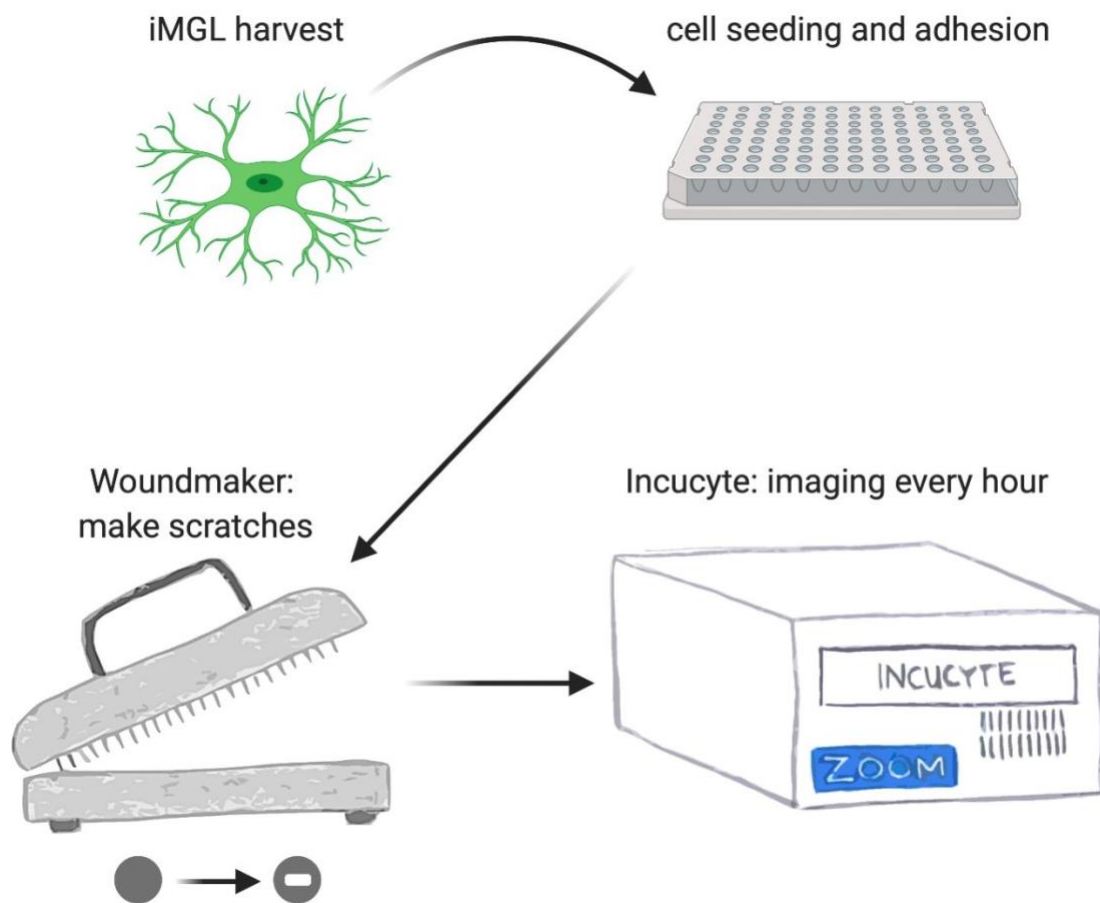 iMGL harvest
cell seeding and adhesion
Woundmaker:
make scratches
Incucyte: imaging every hour
INCUCYTE
ZOOM